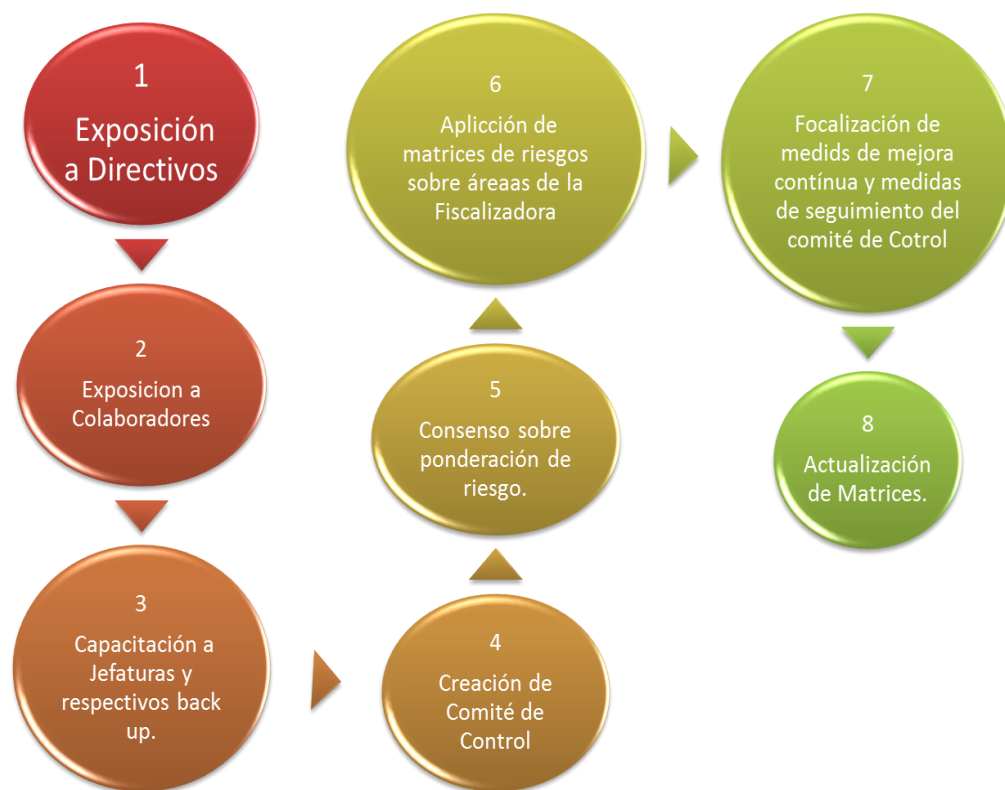 1
Exposición
a Directivos
2
Exposicion a
Colaboradores
3
Capacitación a
Jefaturas y
respectivos back
up.
4
Creación de
Comité de
Control
5
Consenso sobre
ponderación de
riesgo.
6
Aplicción de
matrices de riesgos
sobre áreaas de la
Fiscalizadora
7
Focalización de
medids de mejora
contínua y medidas
de seguimiento del
comité de Cotrol
8
Actualización
de Matrices.